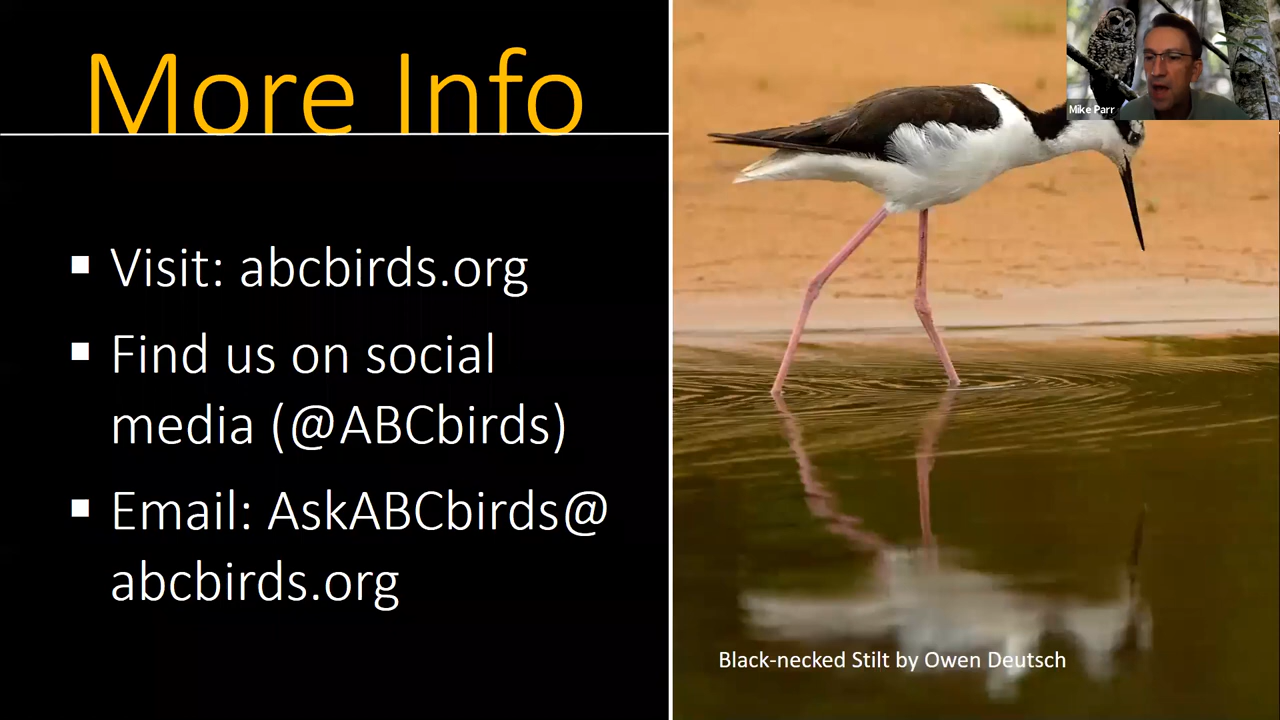 More Info
Mike Parr
▪ Visit: abcbirds.org
▪ Find us on social
media (@ABCbirds)
▪ Email: AskABCbirds@
abcbirds.org
Black-necked Stilt by Owen Deutsch